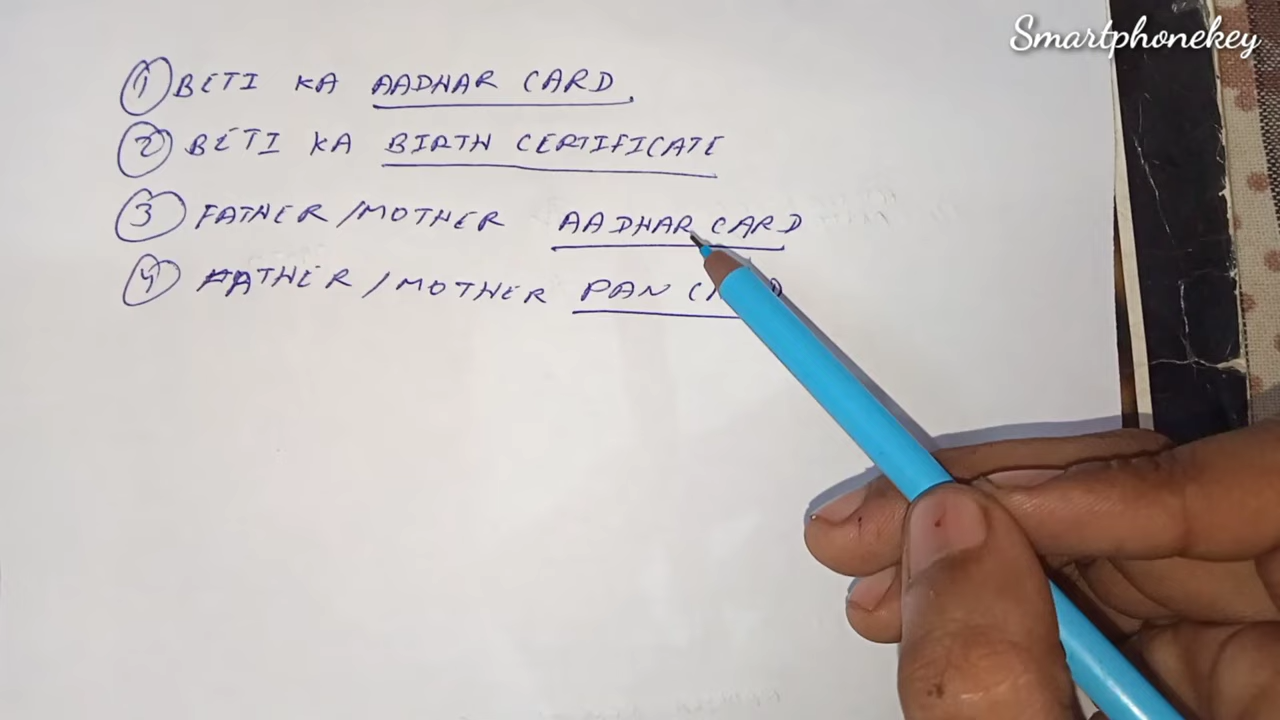 Smartphonekey
1 BETI KA AADHAR CARD.
2 BETI KA BIRTH CERTIFICATE
3 FATHER/MOTHER AADHAR CARD
4 FATHER/MOTHER PAN